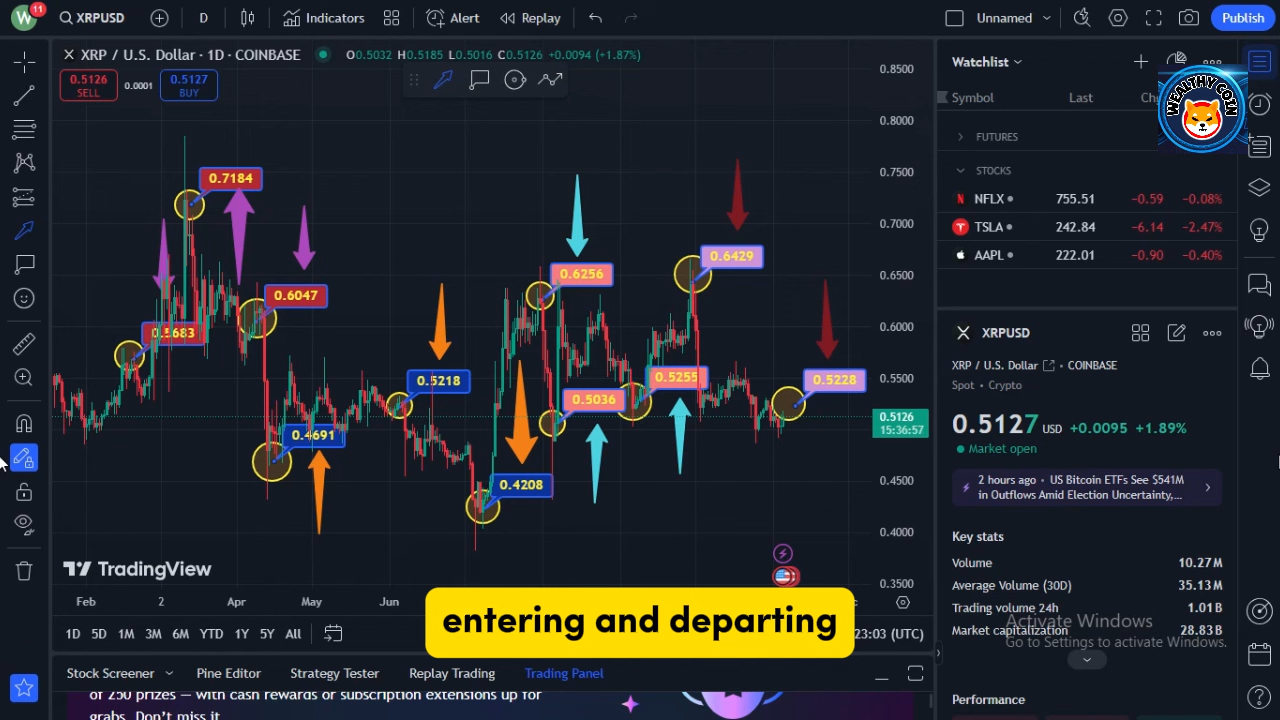 W 11 XRPUSD D Indicators Alert Replay Unnamed Publish
XRP / U.S. Dollar · 1D · COINBASE O0.5032 H0.5185 L0.5016 C0.5126 +0.0094 (+1.87%)
0.5126
SELL
0.0001
0.5127
BUY
0.8500
0.8000
0.7500
0.7000
0.6500
0.6000
0.5500
0.5126
15:36:57
0.4500
0.4000
0.3500
0.7184
0.6047
0.5683
0.4691
0.5218
0.4208
0.6256
0.5036
0.5255
0.6429
0.5228
TradingView
Feb 2 Apr May Jun
entering and departing
1D 5D 1M 3M 6M YTD 1Y 5Y All
23:03 (UTC)
Stock Screener Pine Editor Strategy Tester Replay Trading Trading Panel
of 250 prizes — with cash rewards or subscription extensions up for
grabs. Don't miss it
Watchlist
WEALTHY COIN
Symbol Last
FUTURES
STOCKS
NFLX 755.51 −0.59 −0.08%
TSLA 242.84 −6.14 −2.47%
AAPL 222.01 −0.90 −0.40%
XRPUSD
XRP / U.S. Dollar · COINBASE
Spot · Crypto
0.5127 USD +0.0095 +1.89%
Market open
2 hours ago · US Bitcoin ETFs See $541M
in Outflows Amid Election Uncertainty,...
Key stats
Volume 10.27M
Average Volume (30D) 35.13M
Trading volume 24h 1.01B
Market capitalization 28.83B
Activate Windows
Go to Settings to activate Windows.
Performance